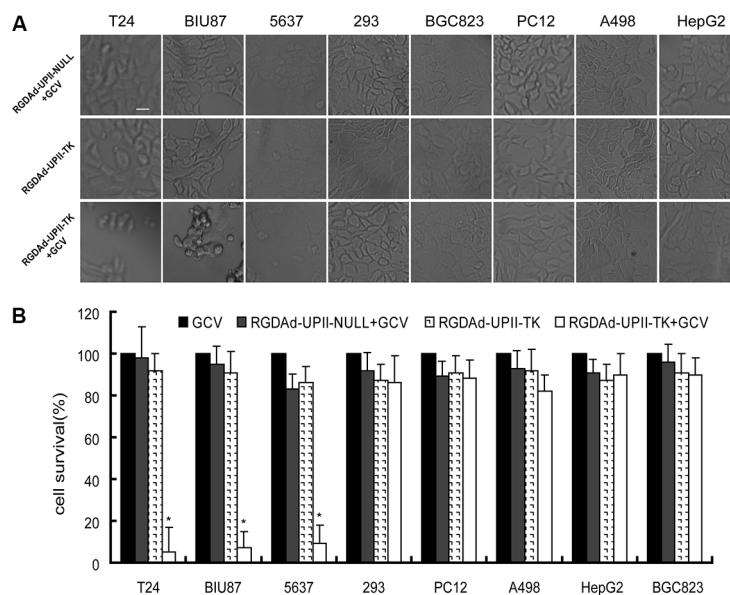 A
T24 BIU87 5637 293 BGC823 PC12 A498 HepG2
RGDAd-UPII-NULL
+GCV
RGDAd-UPII-TK
RGDAd-UPII-TK
+GCV
B
GCV RGDAd-UPII-NULL+GCV RGDAd-UPII-TK RGDAd-UPII-TK+GCV
cell survival(%)
120
100
80
60
40
20
0
* * *
T24 BIU87 5637 293 PC12 A498 HepG2 BGC823